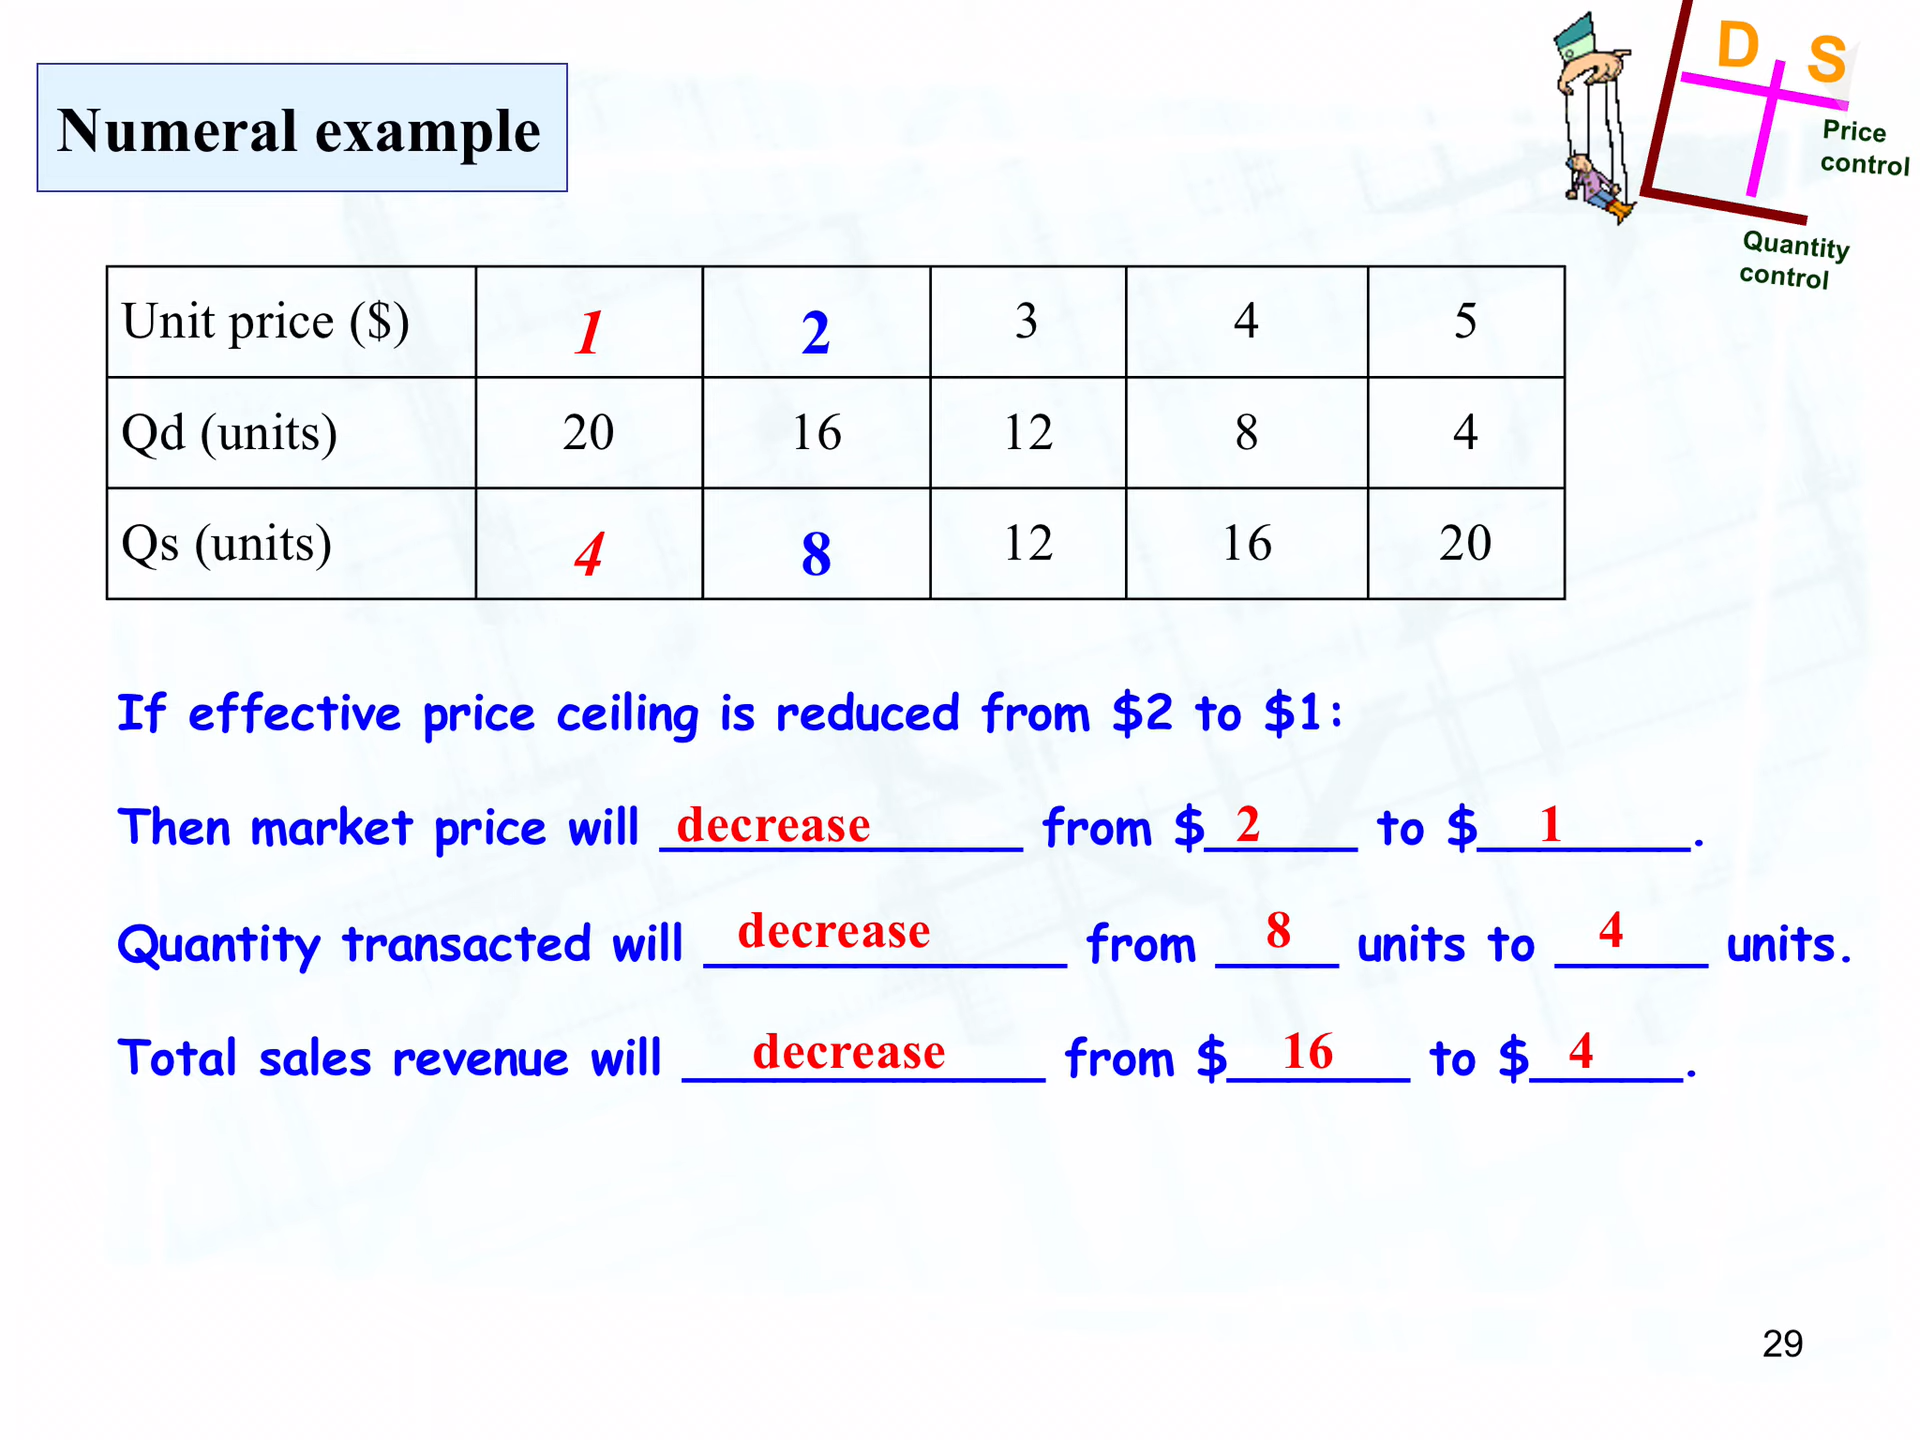 Numeral example
D S
Price
control
Quantity
control
Unit price ($) 1 2 3 4 5
Qd (units) 20 16 12 8 4
Qs (units) 4 8 12 16 20
If effective price ceiling is reduced from $2 to $1:
Then market price will decrease from $2 to $1.
Quantity transacted will decrease from 8 units to 4 units.
Total sales revenue will decrease from $16 to $4.
29